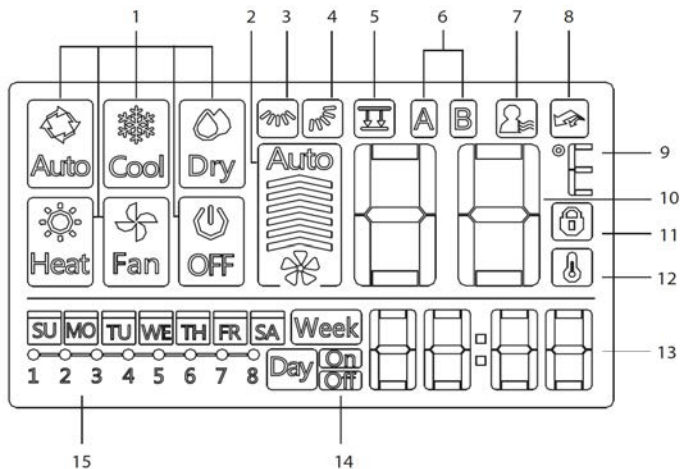 1 2 3 4 5 6 7 8
A B
Auto Cool Dry Auto
9
10
Heat Fan OFF
11
12
SU MO TU WE TH FR SA Week
88:88
13
1 2 3 4 5 6 7 8 Day On
Off
15 14